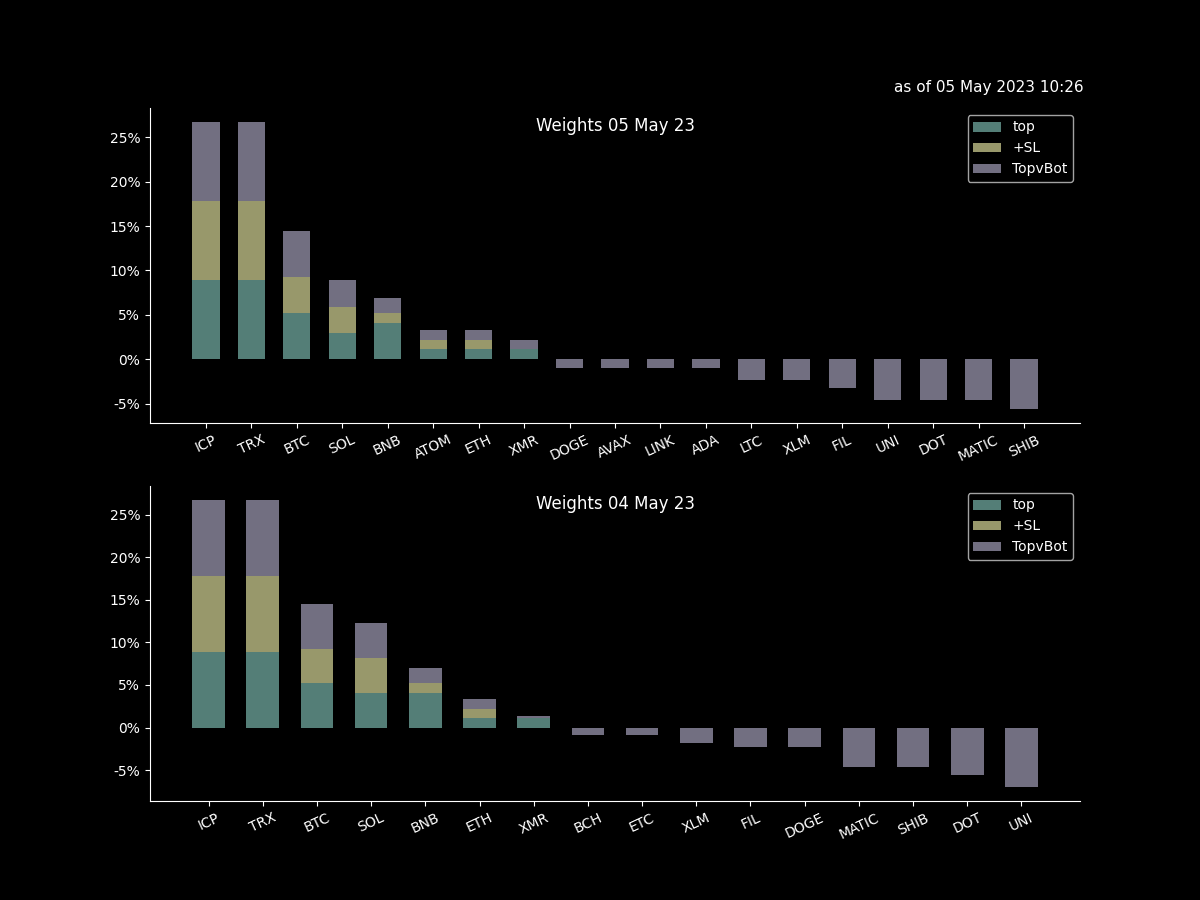 as of 05 May 2023 10:26
Weights 05 May 23
top
+SL
TopvBot
25%
20%
15%
10%
5%
0%
-5%
ICP TRX BTC SOL BNB ATOM ETH XMR DOGE AVAX LINK ADA LTC XLM FIL UNI DOT MATIC SHIB
Weights 04 May 23
top
+SL
TopvBot
25%
20%
15%
10%
5%
0%
-5%
ICP TRX BTC SOL BNB ETH XMR BCH ETC XLM FIL DOGE MATIC SHIB DOT UNI